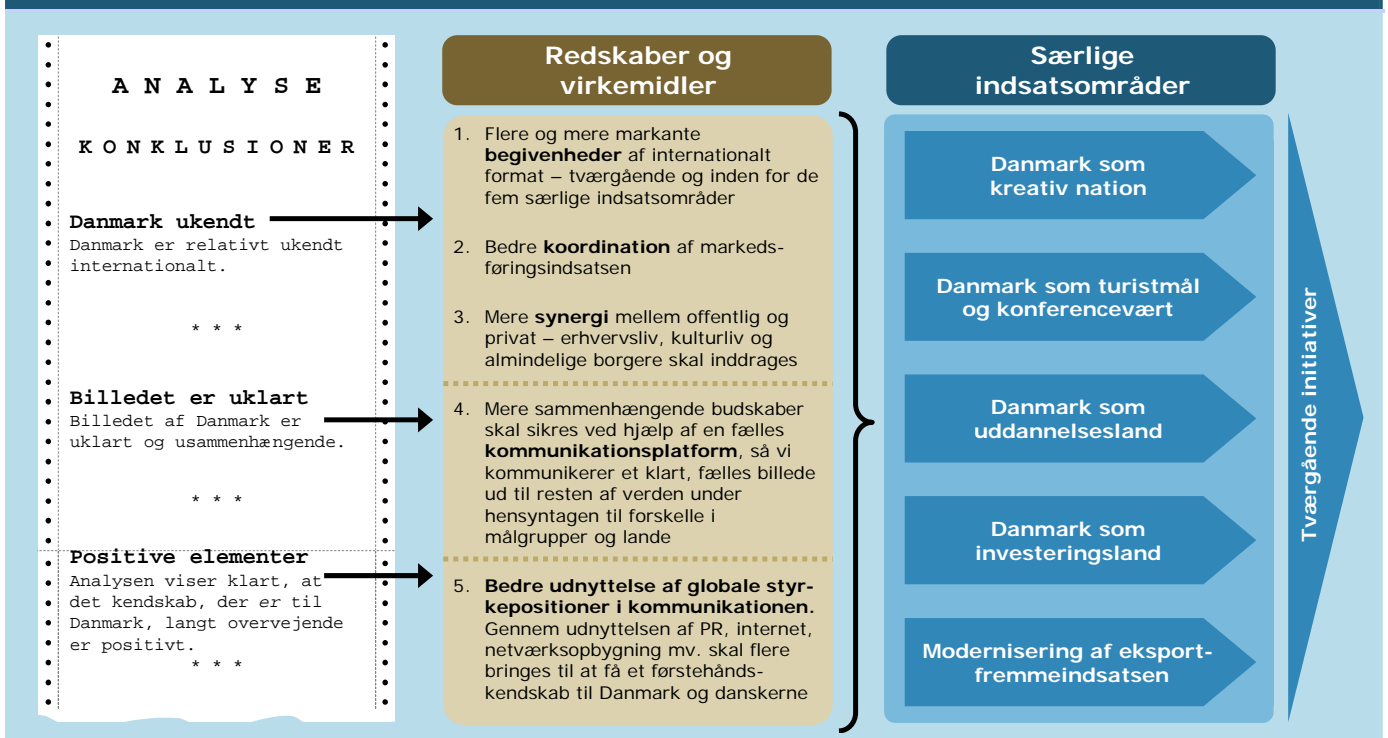 A N A L Y S E
K O N K L U S I O N E R
Danmark ukendt
Danmark er relativt ukendt
internationalt.
* * *
Billedet er uklart
Billedet af Danmark er
uklart og usammenhængende.
* * *
Positive elementer
Analysen viser klart, at
det kendskab, der er til
Danmark, langt overvejende
er positivt.
* * *
Redskaber og
virkemidler
1. Flere og mere markante
begivenheder af internationalt
format – tværgående og inden for de
fem særlige indsatsområder
2. Bedre koordination af markeds-
føringsindsatsen
3. Mere synergi mellem offentlig og
privat – erhvervsliv, kulturliv og
almindelige borgere skal inddrages
4. Mere sammenhængende budskaber
skal sikres ved hjælp af en fælles
kommunikationsplatform, så vi
kommunikerer et klart, fælles billede
ud til resten af verden under
hensyntagen til forskelle i
målgrupper og lande
5. Bedre udnyttelse af globale styr-
kepositioner i kommunikationen.
Gennem udnyttelsen af PR, internet,
netværksopbygning mv. skal flere
bringes til at få et førstehånds-
kendskab til Danmark og danskerne
Særlige
indsatsområder
Danmark som
kreativ nation
Danmark som turistmål
og konferencevært
Danmark som
uddannelsesland
Danmark som
investeringsland
Modernisering af eksport-
fremmeindsatsen
Tværgående initiativer